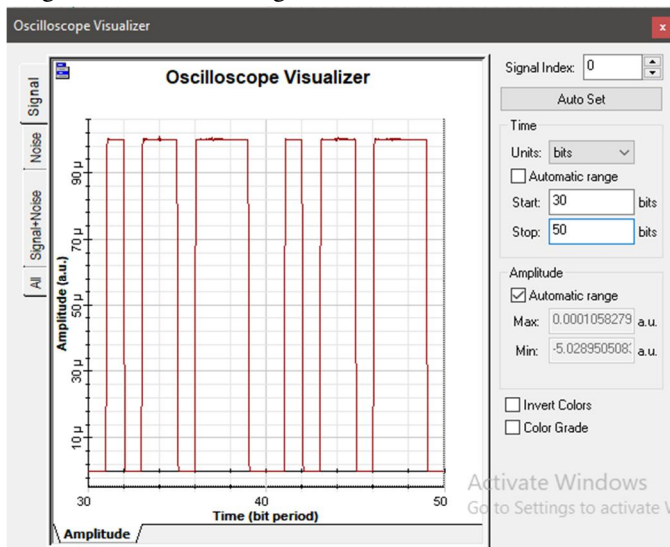 Oscilloscope Visualizer
x
Signal
Noise
Signal+Noise
All
Oscilloscope Visualizer
Amplitude (a.u.)
90 µ
70 µ
50 µ
30 µ
10 µ
30
40
50
Time (bit period)
Amplitude
Signal Index: 0
Auto Set
Time
Units: bits
Automatic range
Start: 30 bits
Stop: 50 bits
Amplitude
Automatic range
Max: 0.0001058279 a.u.
Min: -5.028950508 a.u.
Invert Colors
Color Grade
Activate Windows
Go to Settings to activate W